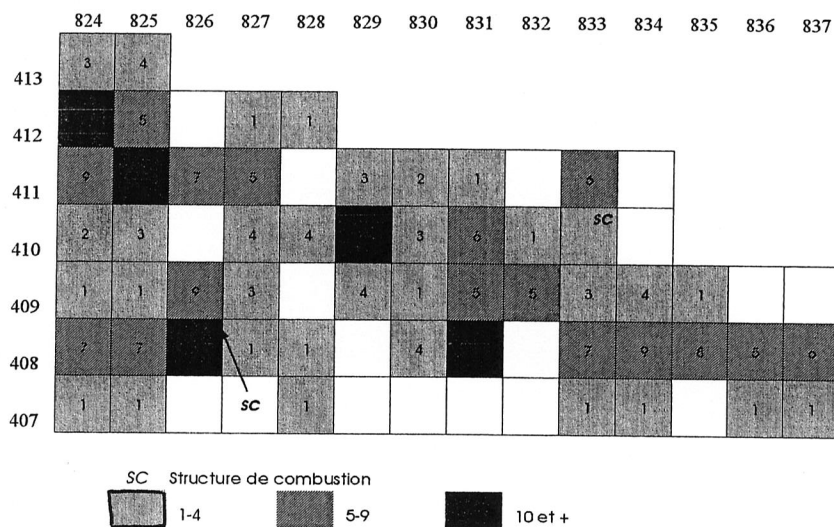 824 825 826 827 828 829 830 831 832 833 834 835 836 837
413 3 4
412 5 1 1
411 9 7 5 3 2 1 6
410 2 3 4 4 3 6 1 SC
409 1 1 9 3 4 1 5 5 3 4 1
408 7 7 1 1 4 7 9 8 5 6
407 1 1 SC 1 1 1 1 1
SC Structure de combustion
1-4 5-9 10 et +